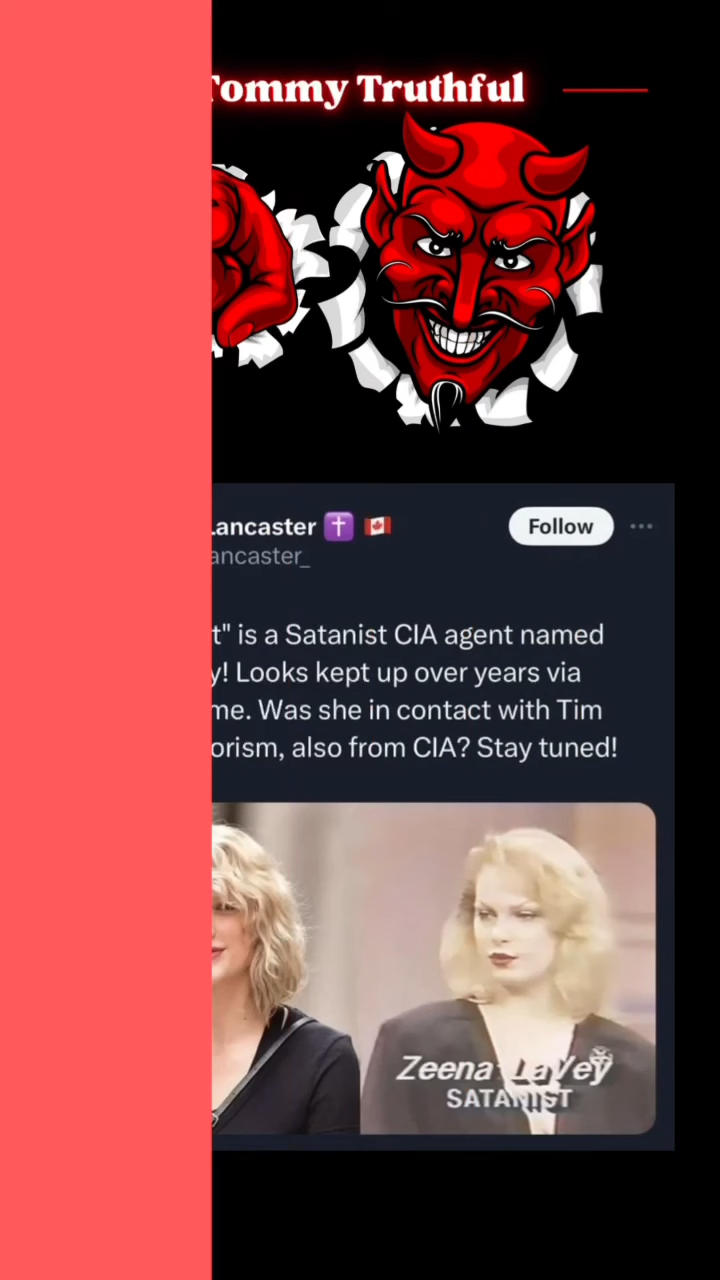 Tommy Truthful
Lancaster ✝️ 🇨🇦
Follow
ancaster_
t" is a Satanist CIA agent named
y! Looks kept up over years via
me. Was she in contact with Tim
orism, also from CIA? Stay tuned!
Zeena LaVey
SATANIST